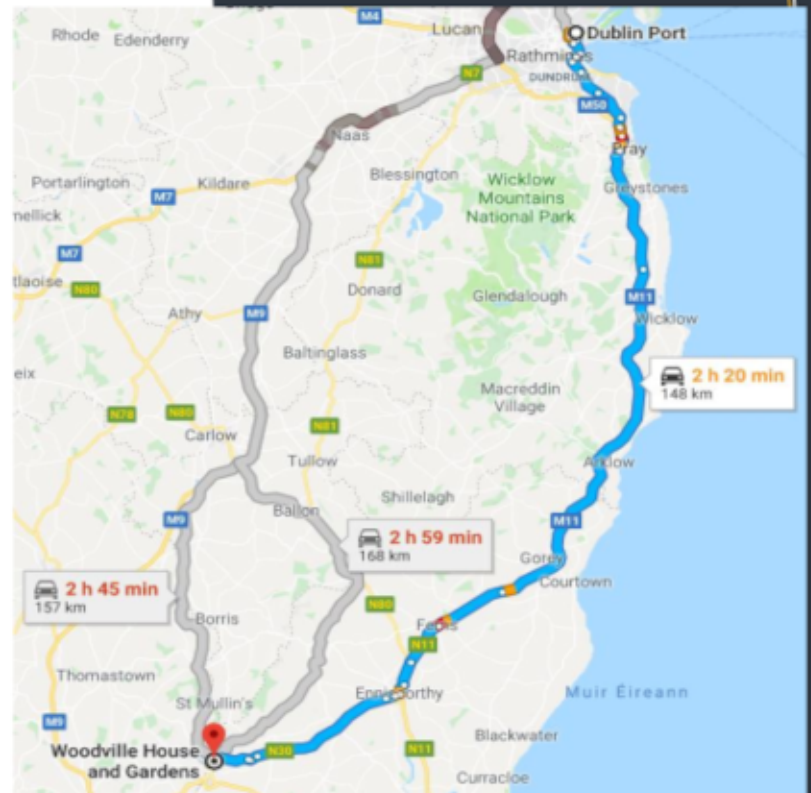 M4
Rhode
Edenderry
Lucan
Dublin Port
Rathmines
N7
DUNDRUM
M50
Naas
Bray
Blessington
Portarlington
Kildare
Wicklow
Mountains
National Park
Greystones
M7
mellick
M7
N81
tlaoise
N80
Donard
Glendalough
M11
Athy
M9
Wicklow
Baltinglass
eix
2 h 20 min
148 km
Macreddin
Village
N78
N80
N81
Carlow
Tullow
Arklow
Shillelagh
M9
Ballon
M11
2 h 59 min
168 km
Gorey
Courtown
2 h 45 min
157 km
N80
Borris
Ferns
N11
Thomastown
St Mullin's
Enniscorthy
Muir Éireann
M9
Woodville House
and Gardens
N30
N11
Blackwater
Curracloe